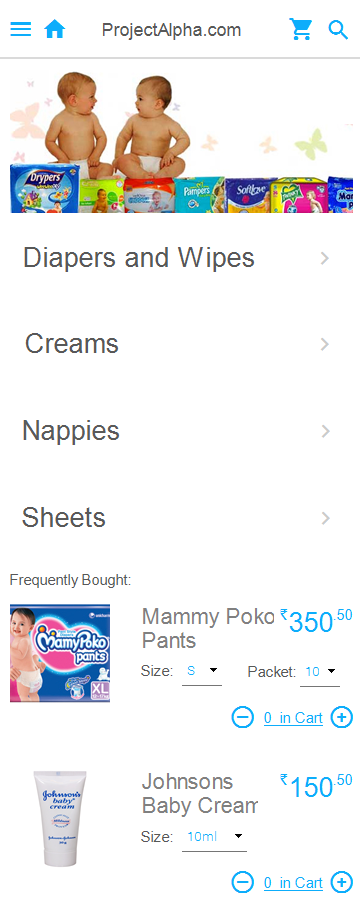 ProjectAlpha.com
Drypers
Pampers
Softlove
Diapers and Wipes
Creams
Nappies
Sheets
Frequently Bought:
MamyPoko
pants
XL
Mammy Poko
Pants
₹350.50
Size: S Packet: 10
0 in Cart
Johnson's
baby
cream
Johnsons
Baby Cream
₹150.50
Size: 10ml
0 in Cart